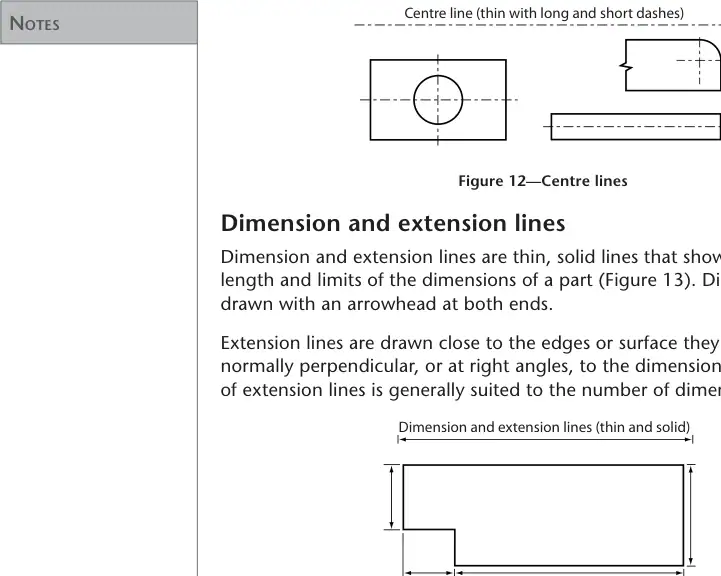 NOTES
Centre line (thin with long and short dashes)
Figure 12—Centre lines
Dimension and extension lines
Dimension and extension lines are thin, solid lines that show
length and limits of the dimensions of a part (Figure 13). Di
drawn with an arrowhead at both ends.
Extension lines are drawn close to the edges or surface they
normally perpendicular, or at right angles, to the dimension
of extension lines is generally suited to the number of dimen
Dimension and extension lines (thin and solid)